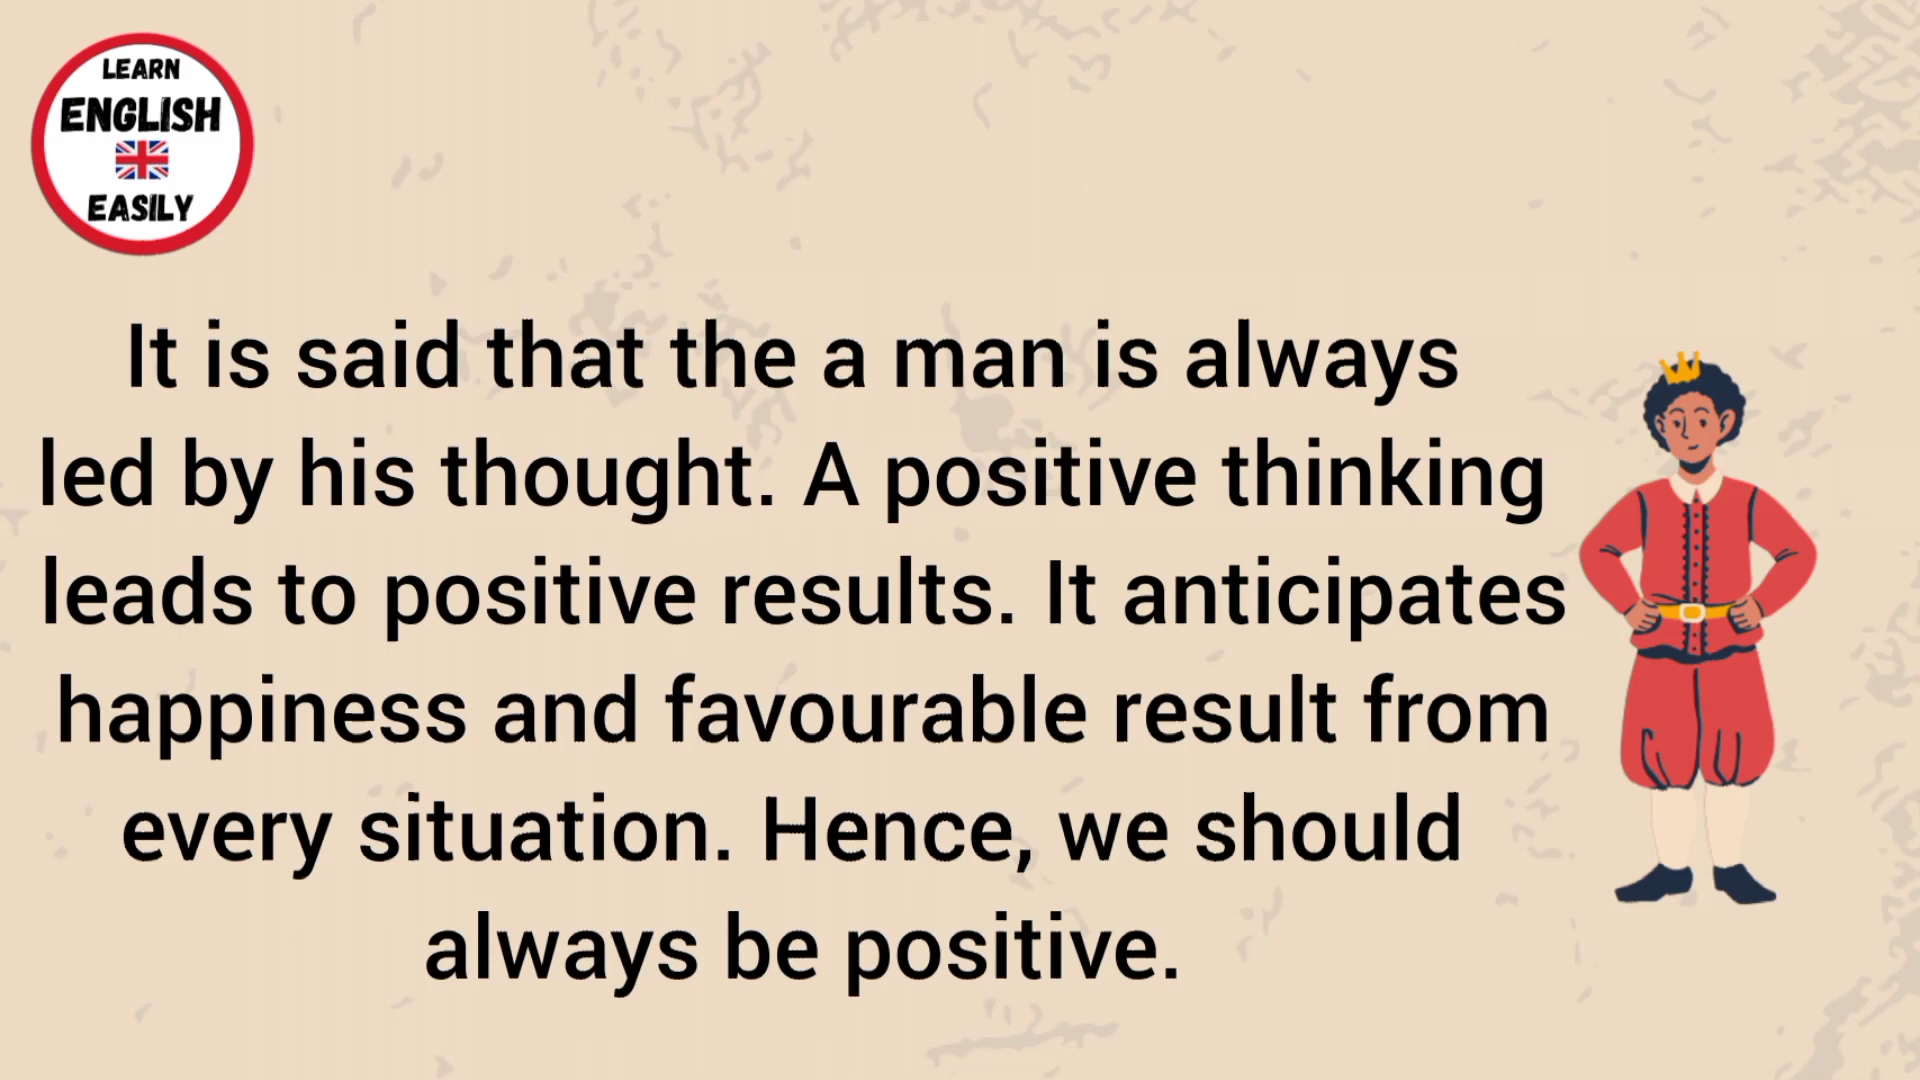 LEARN
ENGLISH
EASILY
It is said that the a man is always
led by his thought. A positive thinking
leads to positive results. It anticipates
happiness and favourable result from
every situation. Hence, we should
always be positive.